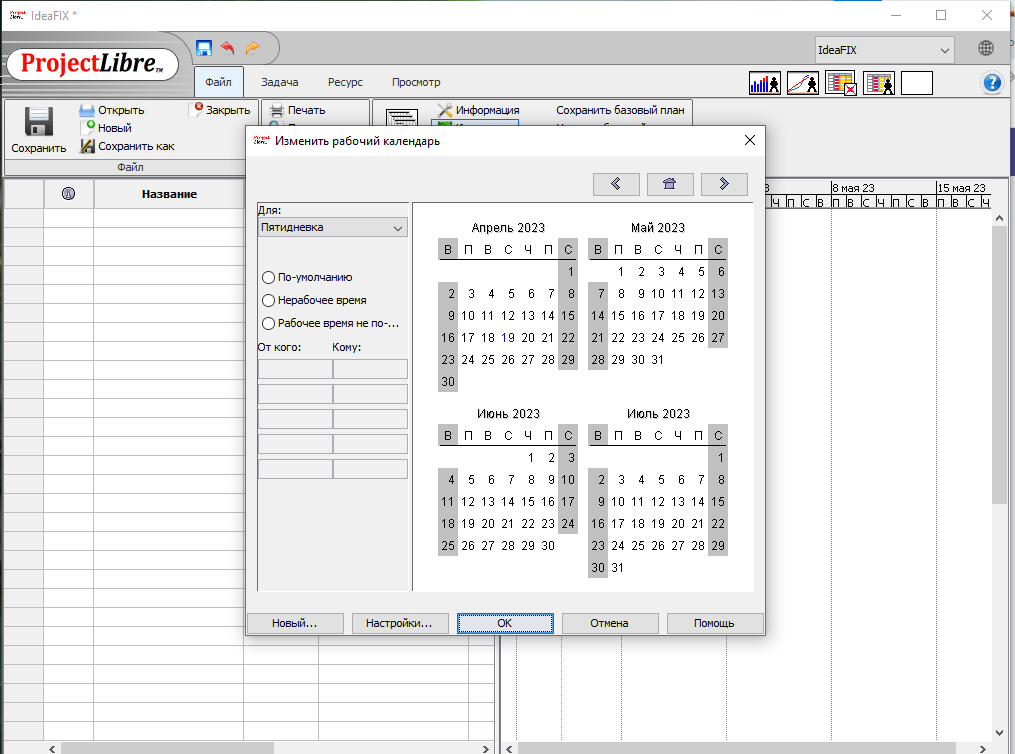 IdeaFIX *
ProjectLibre™
IdeaFIX
Файл Задача Ресурс Просмотр
Сохранить
Открыть
Новый
Сохранить как
Закрыть
Файл
Печать
Информация
Сохранить базовый план
Изменить рабочий календарь
Название
8 мая 23
15 мая 23
Ч П С В П В С Ч П С В П В С Ч
Для:
Пятидневка
По-умолчанию
Нерабочее время
Рабочее время не по-...
От кого: Кому:
Апрель 2023
В П В С Ч П С
1
2 3 4 5 6 7 8
9 10 11 12 13 14 15
16 17 18 19 20 21 22
23 24 25 26 27 28 29
30
Май 2023
В П В С Ч П С
1 2 3 4 5 6
7 8 9 10 11 12 13
14 15 16 17 18 19 20
21 22 23 24 25 26 27
28 29 30 31
Июнь 2023
В П В С Ч П С
1 2 3
4 5 6 7 8 9 10
11 12 13 14 15 16 17
18 19 20 21 22 23 24
25 26 27 28 29 30
Июль 2023
В П В С Ч П С
1
2 3 4 5 6 7 8
9 10 11 12 13 14 15
16 17 18 19 20 21 22
23 24 25 26 27 28 29
30 31
Новый... Настройки... OK Отмена Помощь